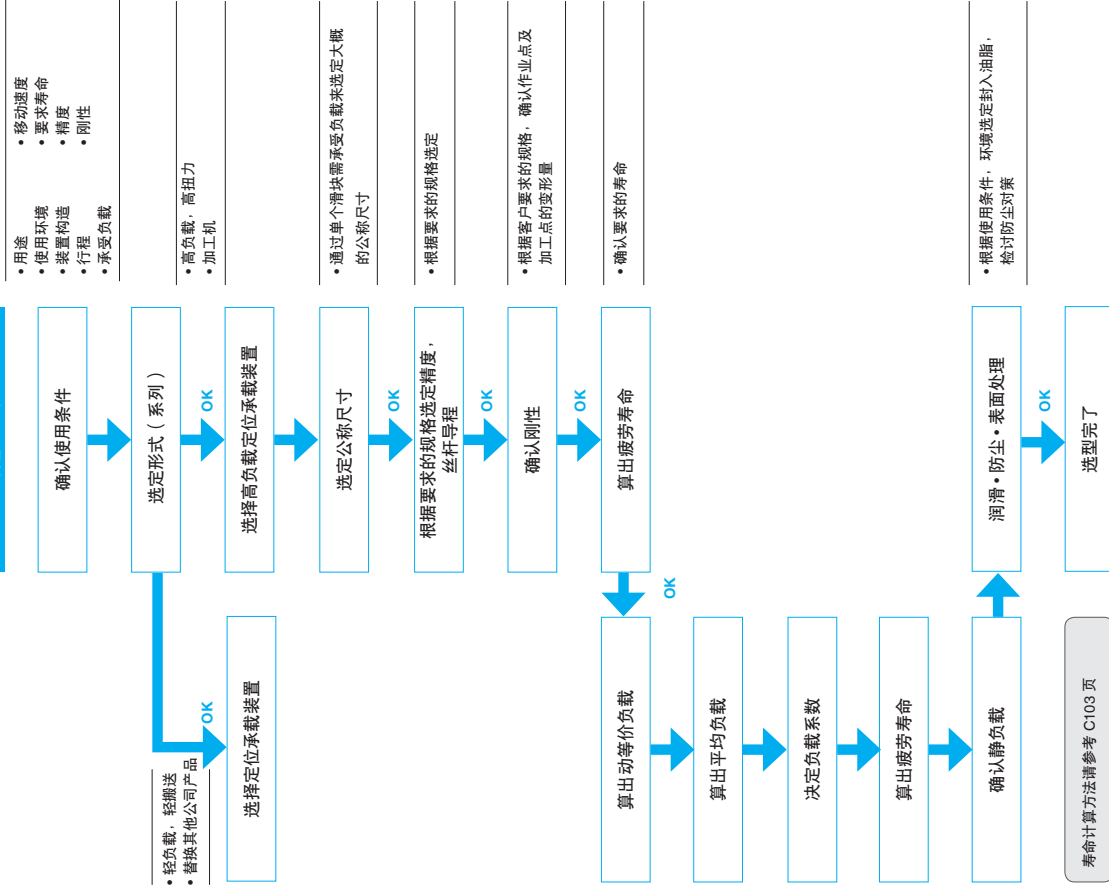 确认使用条件
• 用途
• 使用环境
• 装置构造
• 行程
• 承受负载
• 移动速度
• 要求寿命
• 精度
• 刚性
选定形式（系列）
• 高负载，高扭力
• 加工机
OK
• 轻负载，轻搬送
• 替换其他公司产品
OK
选择定位承载装置
选择高负载定位承载装置
选定公称尺寸
• 通过单个滑块需承受负载来选定大概
的公称尺寸
OK
根据要求的规格选定精度，
丝杆导程
• 根据要求的规格选定
OK
确认刚性
• 根据客户要求的规格，确认作业点及
加工点的变形量
OK
算出疲劳寿命
• 确认要求的寿命
OK
算出动等价负载
算出平均负载
决定负载系数
算出疲劳寿命
确认静负载
润滑•防尘•表面处理
• 根据使用条件，环境选定封入油脂，
检讨防尘对策
OK
选型完了
寿命计算方法请参考 C103 页